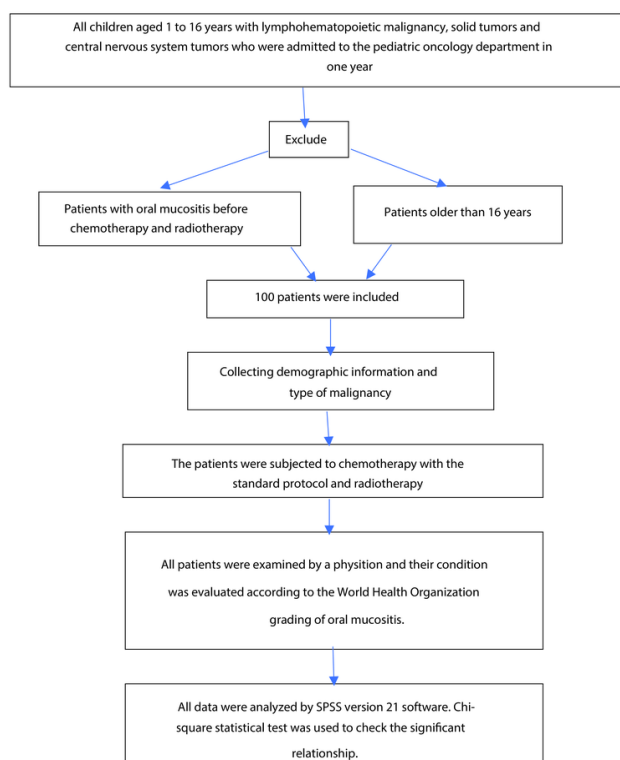 All children aged 1 to 16 years with lymphohematopoietic malignancy, solid tumors and
central nervous system tumors who were admitted to the pediatric oncology department in
one year
Exclude
Patients with oral mucositis before
chemotherapy and radiotherapy
Patients older than 16 years
100 patients were included
Collecting demographic information and
type of malignancy
The patients were subjected to chemotherapy with the
standard protocol and radiotherapy
All patients were examined by a physition and their condition
was evaluated according to the World Health Organization
grading of oral mucositis.
All data were analyzed by SPSS version 21 software. Chi-
square statistical test was used to check the significant
relationship.